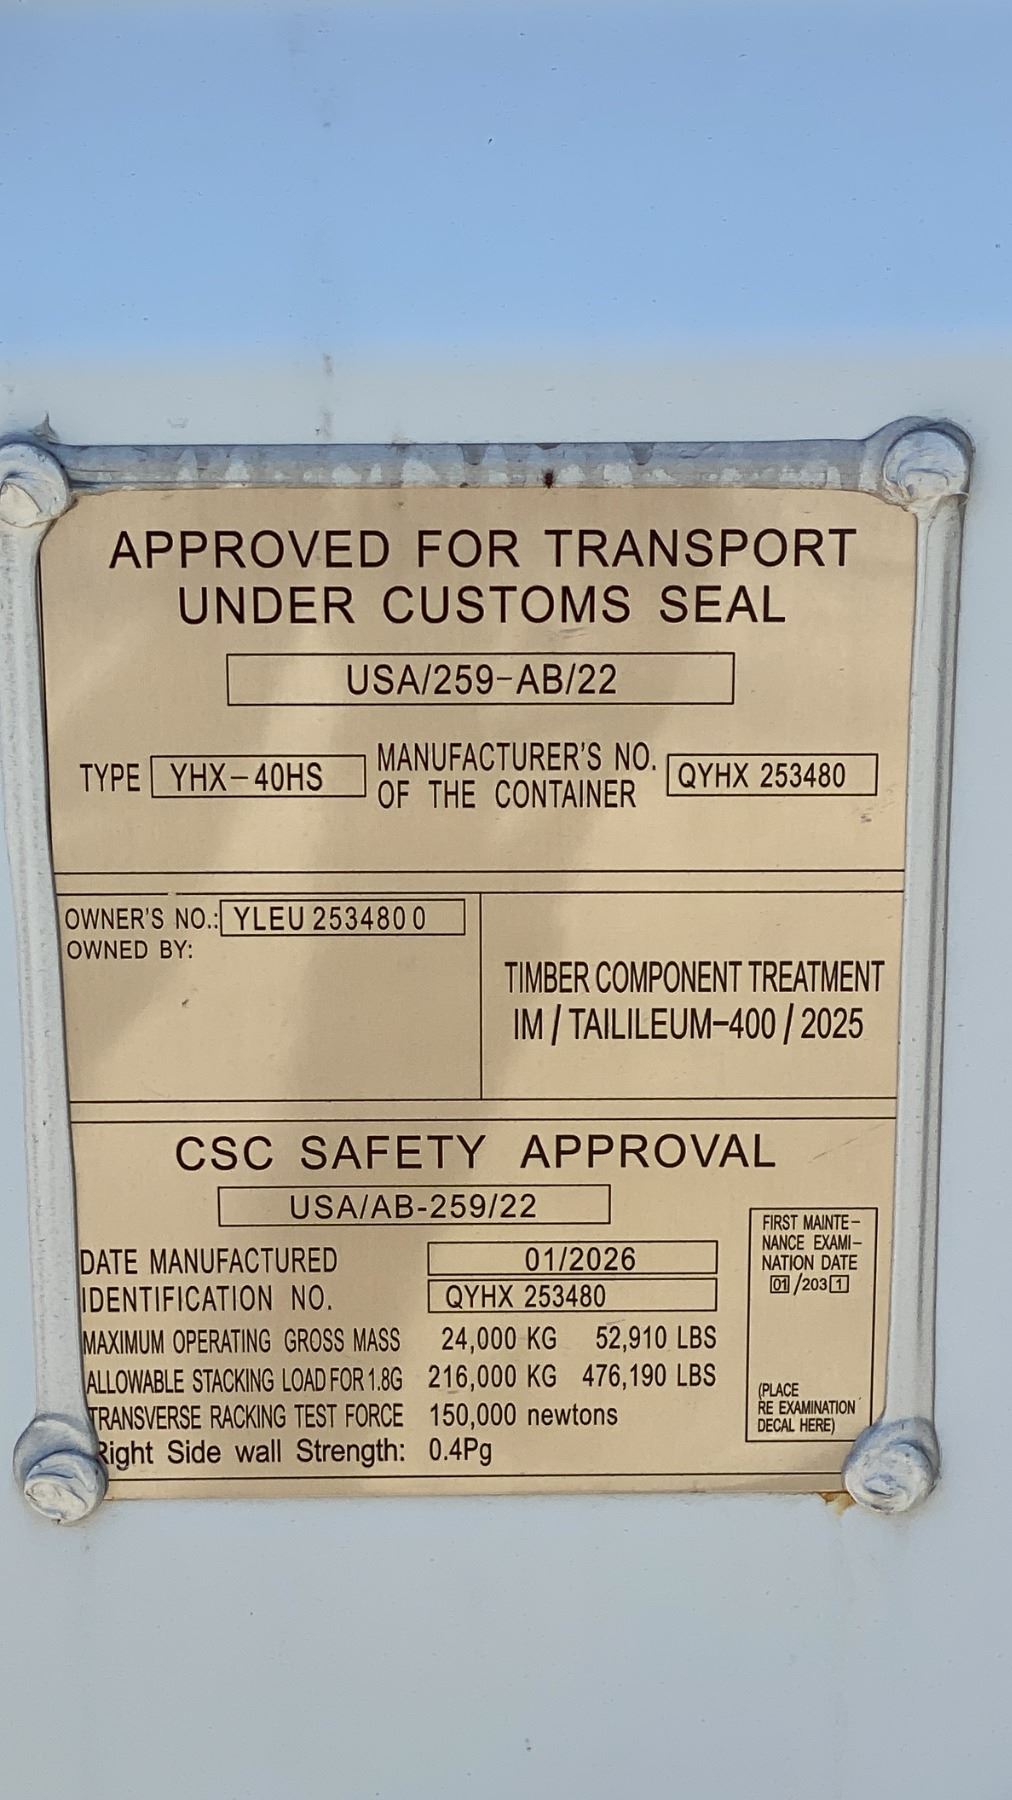 APPROVED FOR TRANSPORT
UNDER CUSTOMS SEAL
USA/259-AB/22
TYPE YHX-40HS MANUFACTURER'S NO. OF THE CONTAINER QYHX 253480
OWNER'S NO.: YLEU 253480 0
OWNED BY:
TIMBER COMPONENT TREATMENT
IM / TAILILEUM-400 / 2025
CSC SAFETY APPROVAL
USA/AB-259/22
DATE MANUFACTURED 01/2026
IDENTIFICATION NO. QYHX 253480
MAXIMUM OPERATING GROSS MASS 24,000 KG 52,910 LBS
ALLOWABLE STACKING LOAD FOR 1.8G 216,000 KG 476,190 LBS
TRANSVERSE RACKING TEST FORCE 150,000 newtons
Right Side wall Strength: 0.4Pg
FIRST MAINTE-
NANCE EXAMI-
NATION DATE
01/2031
(PLACE
RE EXAMINATION
DECAL HERE)